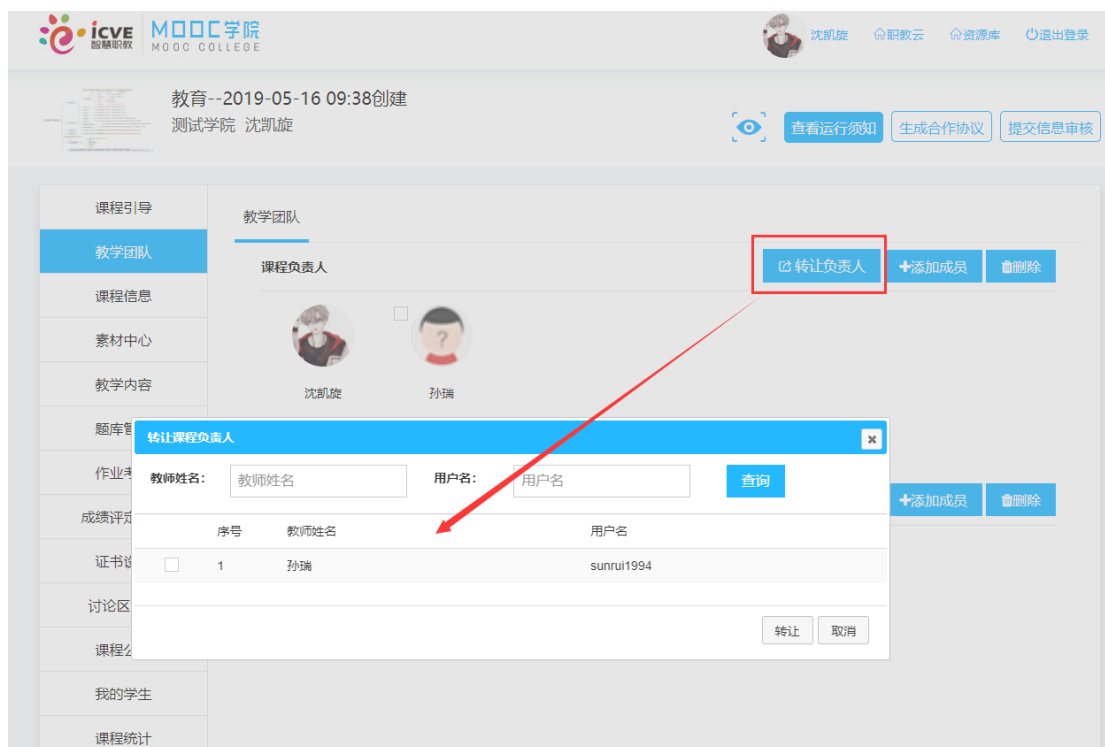 icve 智慧职教
MOOC学院
MOOC COLLEGE
沈凯旋 职教云 资源库 退出登录
教育--2019-05-16 09:38创建
测试学院 沈凯旋
查看运行须知 生成合作协议 提交信息审核
课程引导
教学团队
课程信息
素材中心
教学内容
题库管
作业考
成绩评定
证书设
讨论区
课程公
我的学生
课程统计
教学团队
课程负责人
转让负责人 添加成员 删除
沈凯旋 孙瑞
添加成员 删除
转让课程负责人
教师姓名: 教师姓名 用户名: 用户名 查询
序号 教师姓名 用户名
1 孙瑞 sunrui1994
转让 取消